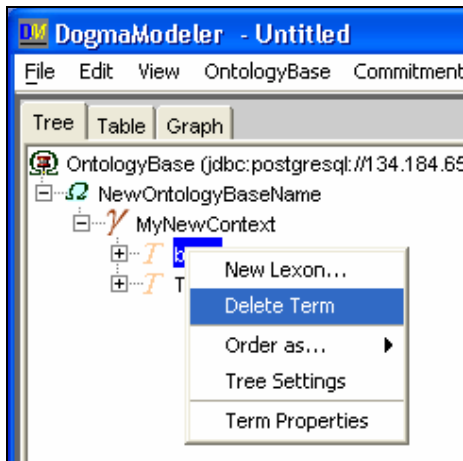 DM DogmaModeler - Untitled
File Edit View OntologyBase Commitment
Tree Table Graph
OntologyBase (jdbc:postgresql://134.184.65
Ω NewOntologyBaseName
γ MyNewContext
T b
T T
New Lexon...
Delete Term
Order as...
Tree Settings
Term Properties